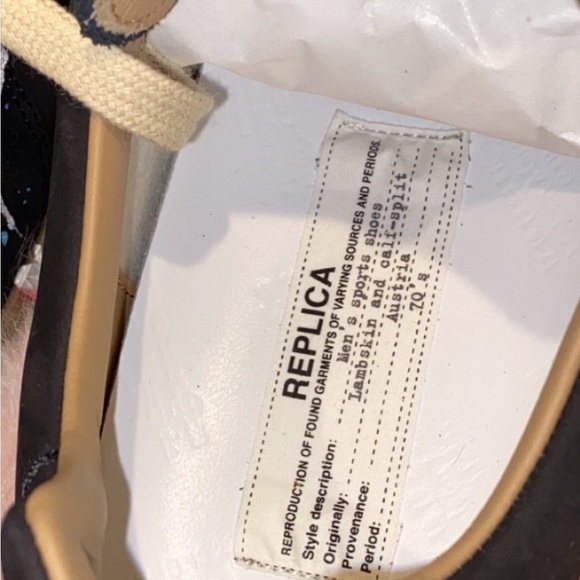 REPLICA
REPRODUCTION OF FOUND GARMENTS OF VARYING SOURCES AND PERIODS.
Style description: Men's sports shoes
Originally: Lambskin and calf-split
Provenance: Austria
Period: 70's